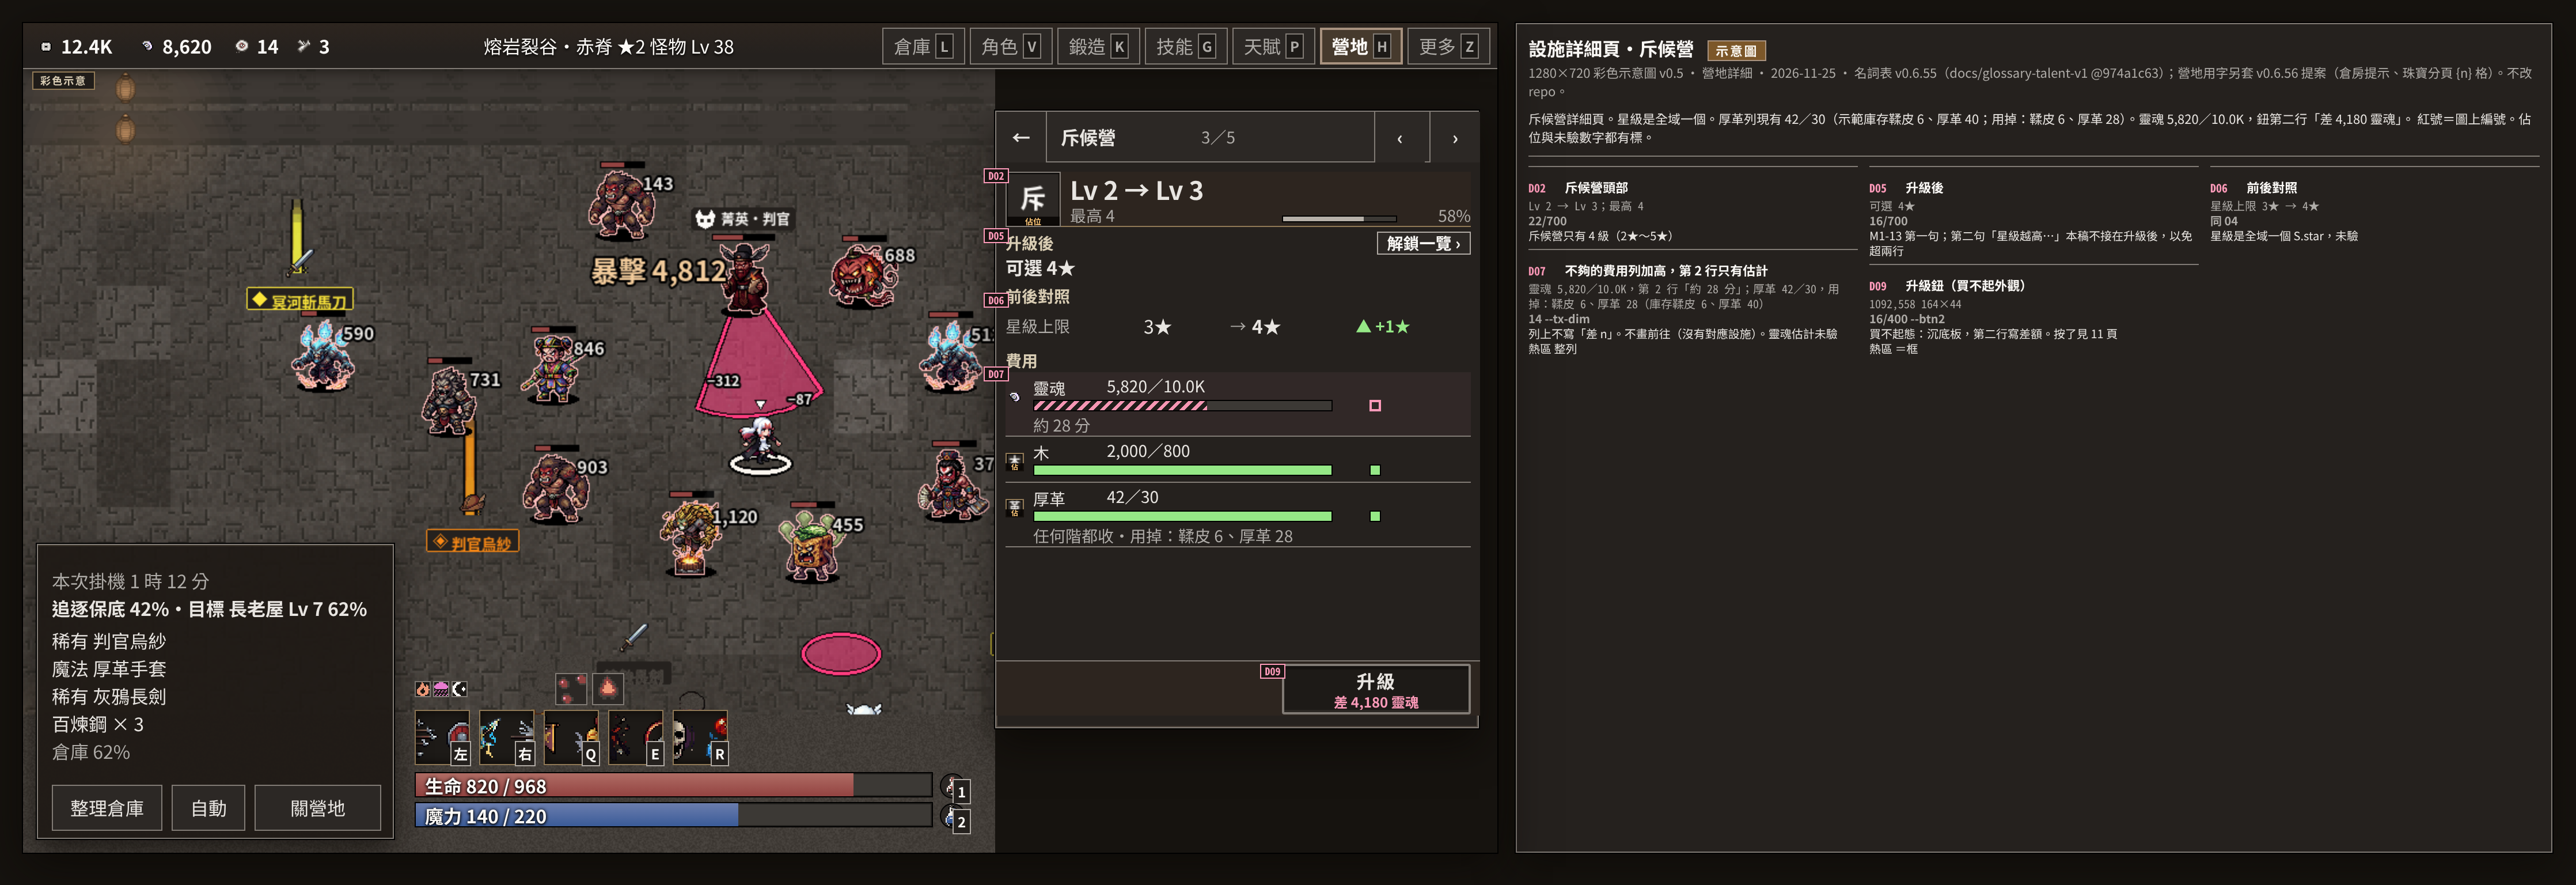 12.4K 8,620 14 3
熔岩裂谷・赤脊 ★2 怪物 Lv 38
倉庫 L 角色 V 鍛造 K 技能 G 天賦 P 營地 H 更多 Z
彩色示意
143
菁英・判官
暴擊 4,812
688
冥河斬馬刀
590
846
731
-312
-87
903
1,120
455
37
判官烏紗
本次掛機 1 時 12 分
追逐保底 42%・目標 長老屋 Lv 7 62%
稀有 判官烏紗
魔法 厚革手套
稀有 灰鴉長劍
百煉鋼 × 3
倉庫 62%
整理倉庫 自動 關營地
左 右 Q E R
生命 820 / 968 1
魔力 140 / 220 2
← 斥候營 3／5 ‹ ›
D02
斥
佔位
Lv 2 → Lv 3
最高 4 58%
D05
升級後 解鎖一覽 ›
可選 4★
D06
前後對照
星級上限 3★ → 4★ ▲ +1★
費用
D07
靈魂 5,820／10.0K
約 28 分
木 2,000／800
厚革 42／30
任何階都收・用掉：鞣皮 6、厚革 28
D09
升級
差 4,180 靈魂
設施詳細頁・斥候營 示意圖
1280×720 彩色示意圖 v0.5 ・ 營地詳細 ・ 2026-11-25 ・ 名詞表 v0.6.55（docs/glossary-talent-v1 @974a1c63）；營地用字另套 v0.6.56 提案（倉房提示、珠寶分頁 {n} 格）。不改
repo。
斥候營詳細頁。星級是全域一個。厚革列現有 42／30（示範庫存鞣皮 6、厚革 40；用掉：鞣皮 6、厚革 28）。靈魂 5,820／10.0K，鈕第二行「差 4,180 靈魂」。 紅號＝圖上編號。佔
位與未驗數字都有標。
D02 斥候營頭部
Lv 2 → Lv 3；最高 4
22/700
斥候營只有 4 級（2★～5★）
D07 不夠的費用列加高，第 2 行只有估計
靈魂 5,820／10.0K，第 2 行「約 28 分」；厚革 42／30，用
掉：鞣皮 6、厚革 28（庫存鞣皮 6、厚革 40）
14 --tx-dim
列上不寫「差 n」。不畫前往（沒有對應設施）。靈魂估計未驗
熱區 整列
D05 升級後
可選 4★
16/700
M1-13 第一句；第二句「星級越高⋯」本稿不接在升級後，以免
超兩行
D09 升級鈕（買不起外觀）
1092,558 164×44
16/400 --btn2
買不起態：沉底板，第二行寫差額。按了見 11 頁
熱區 ＝框
D06 前後對照
星級上限 3★ → 4★
同 04
星級是全域一個 S.star，未驗